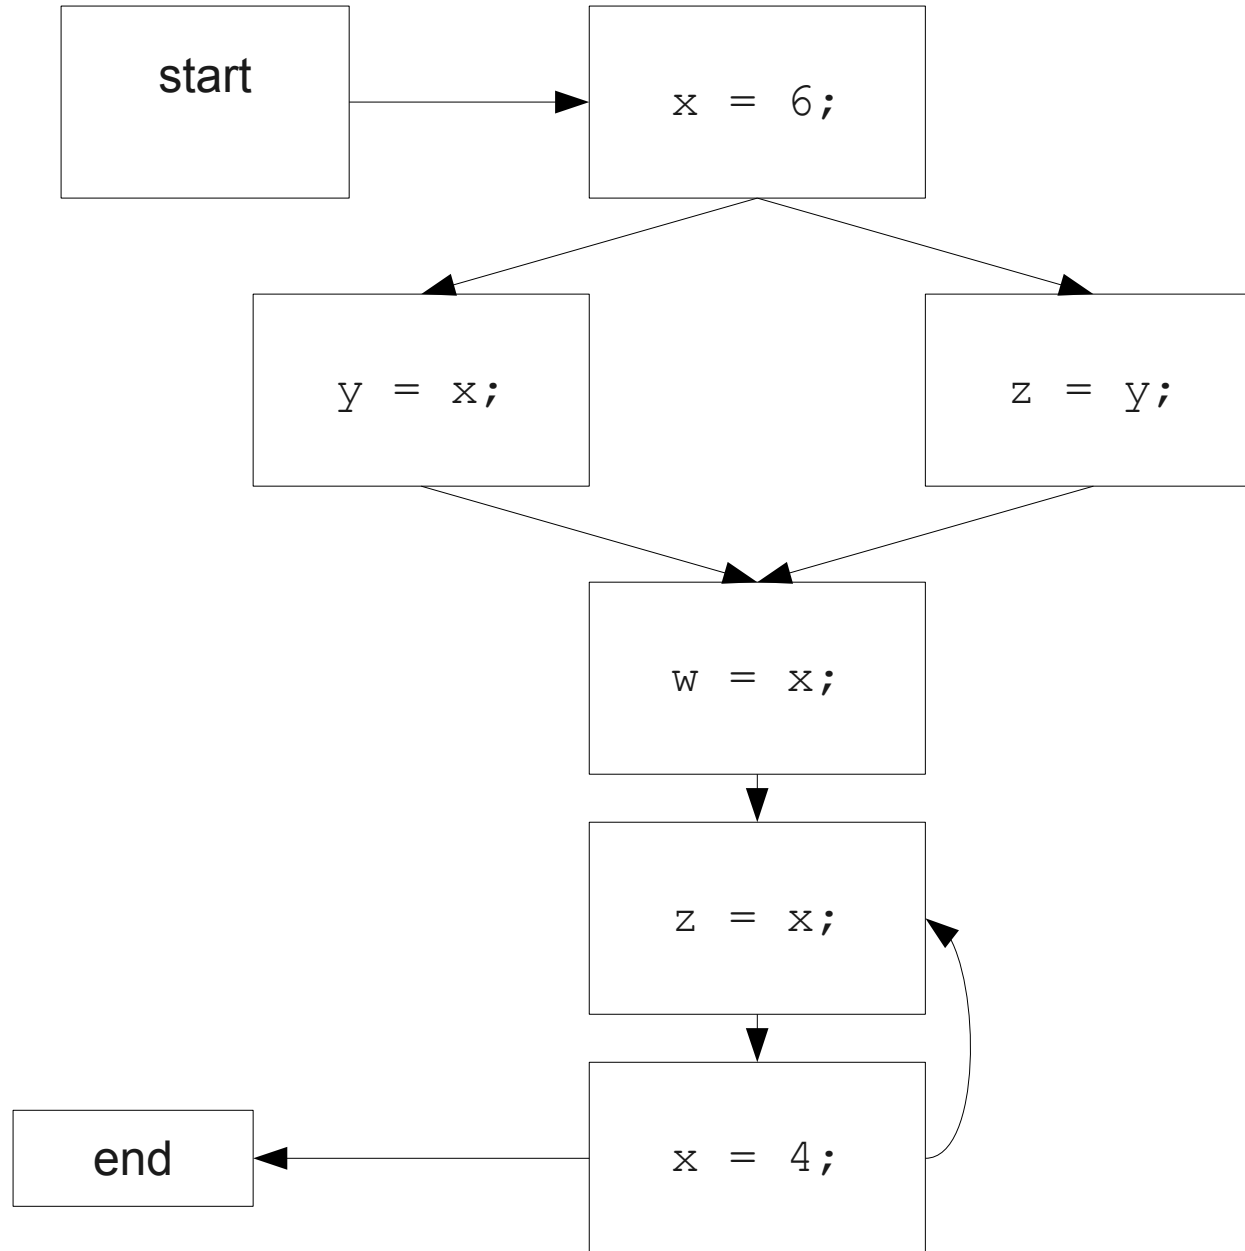 start
x = 6;
y = x;
z = y;
w = x;
z = x;
x = 4;
end